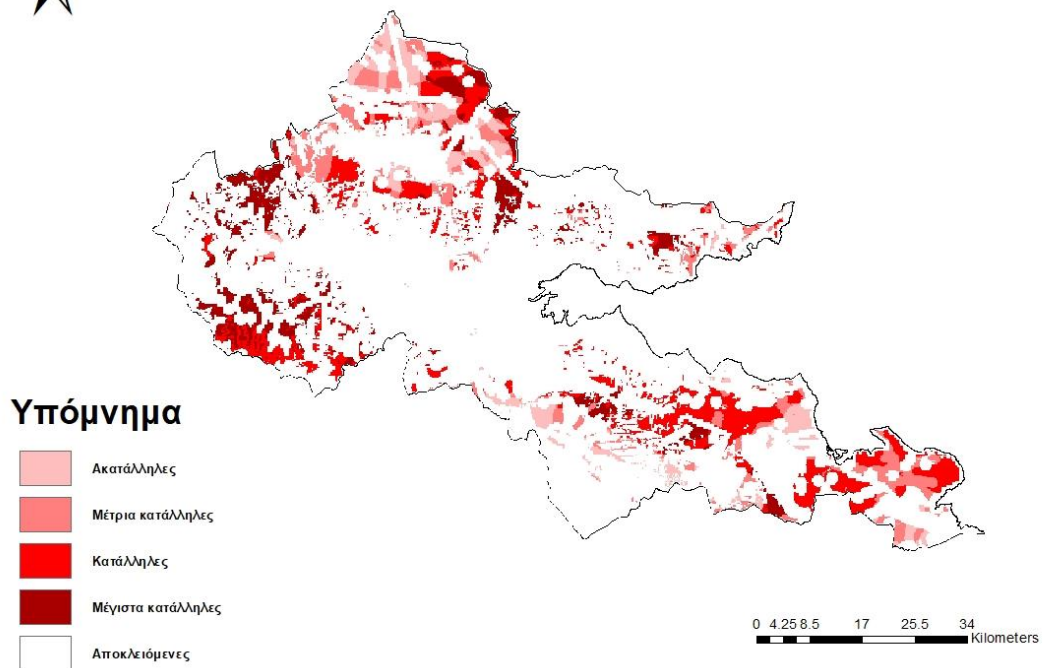 Υπόμνημα
Ακατάλληλες
Μέτρια κατάλληλες
Κατάλληλες
Μέγιστα κατάλληλες
Αποκλειόμενες
0 4.25 8.5 17 25.5 34
Kilometers